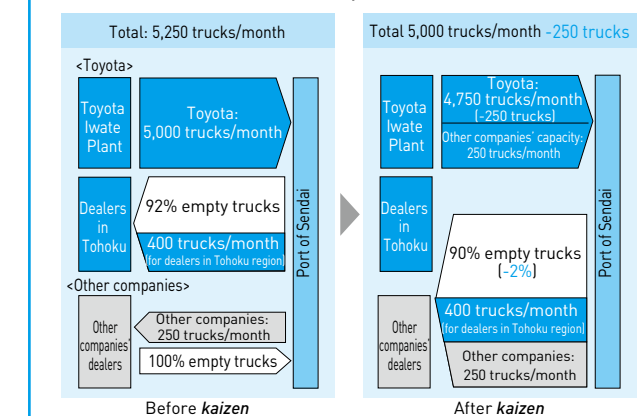 Total: 5,250 trucks/month
<Toyota>
Toyota
Iwate
Plant
Toyota:
5,000 trucks/month
Dealers
in
Tohoku
92% empty trucks
400 trucks/month
(for dealers in Tohoku region)
<Other companies>
Other
companies'
dealers
Other companies:
250 trucks/month
100% empty trucks
Port of Sendai
Before kaizen
Total 5,000 trucks/month -250 trucks
Toyota
Iwate
Plant
Toyota:
4,750 trucks/month
(-250 trucks)
Other companies' capacity:
250 trucks/month
Dealers
in
Tohoku
90% empty trucks
(-2%)
400 trucks/month
(for dealers in Tohoku region)
Other
companies'
dealers
Other companies:
250 trucks/month
Port of Sendai
After kaizen